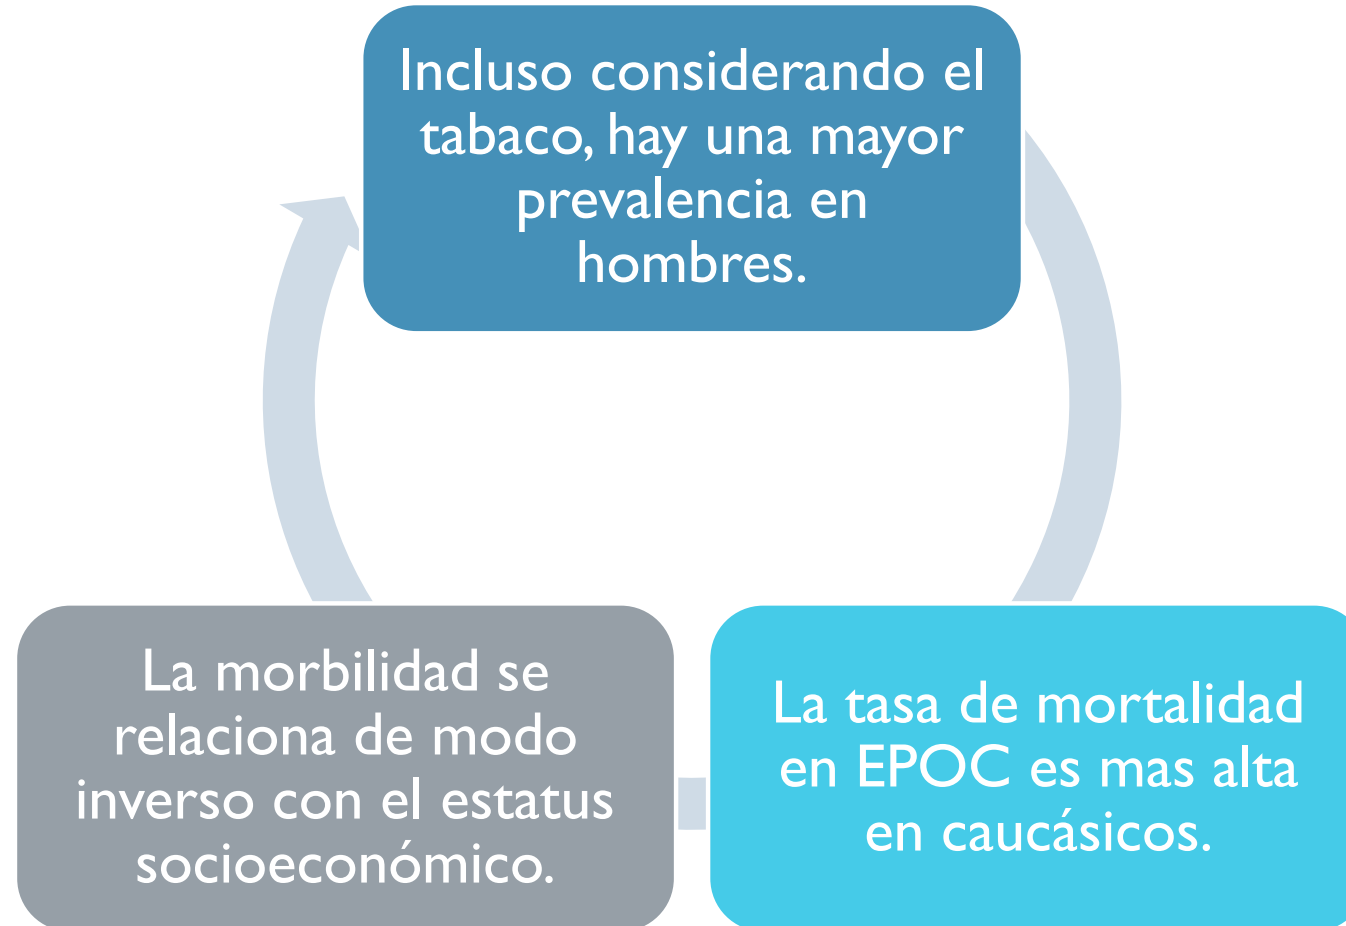 Incluso considerando el
tabaco, hay una mayor
prevalencia en
hombres.
La morbilidad se
relaciona de modo
inverso con el estatus
socioeconómico.
La tasa de mortalidad
en EPOC es mas alta
en caucásicos.